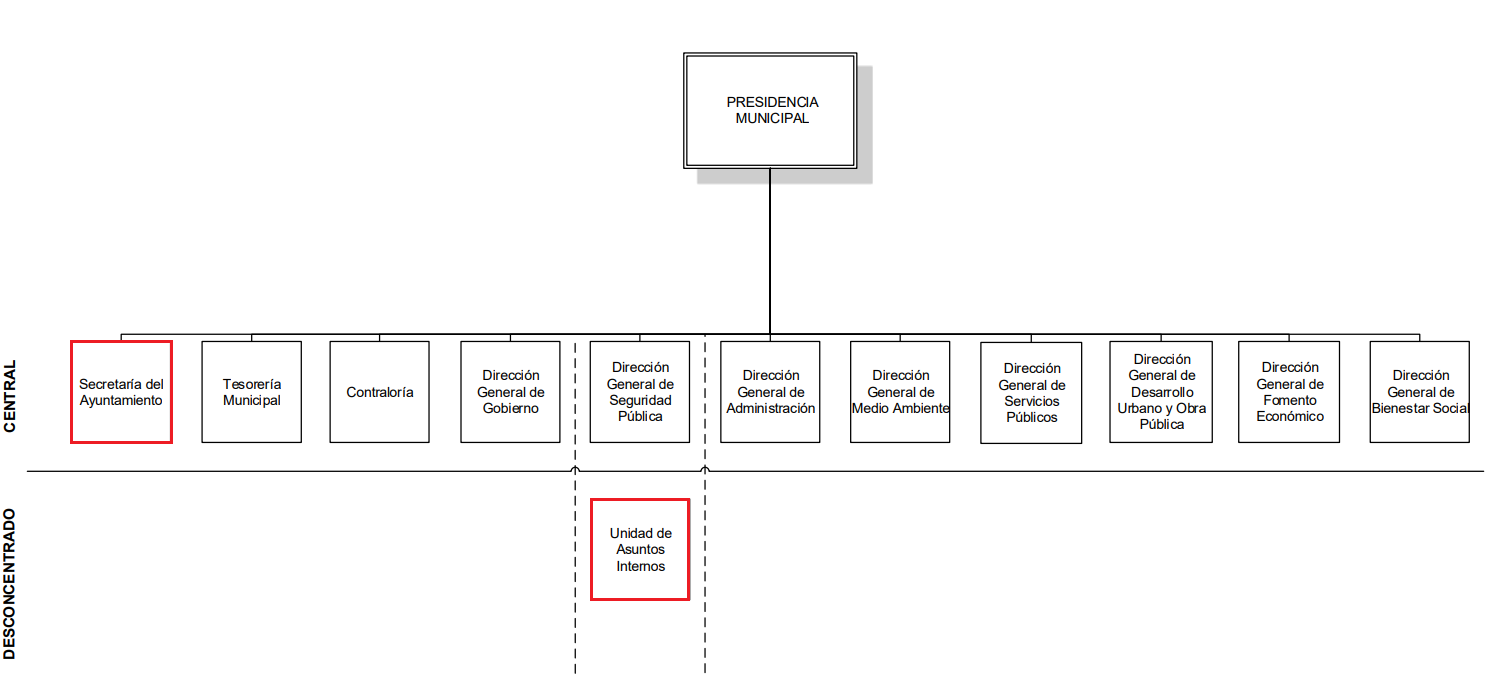 PRESIDENCIA
MUNICIPAL
CENTRAL
Secretaría del
Ayuntamiento
Tesorería
Municipal
Contraloría
Dirección
General de
Gobierno
Dirección
General de
Seguridad
Pública
Dirección
General de
Administración
Dirección
General de
Medio Ambiente
Dirección
General de
Servicios
Públicos
Dirección
General de
Desarrollo
Urbano y Obra
Pública
Dirección
General de
Fomento
Económico
Dirección
General de
Bienestar Social
DESCONCENTRADO
Unidad de
Asuntos
Internos